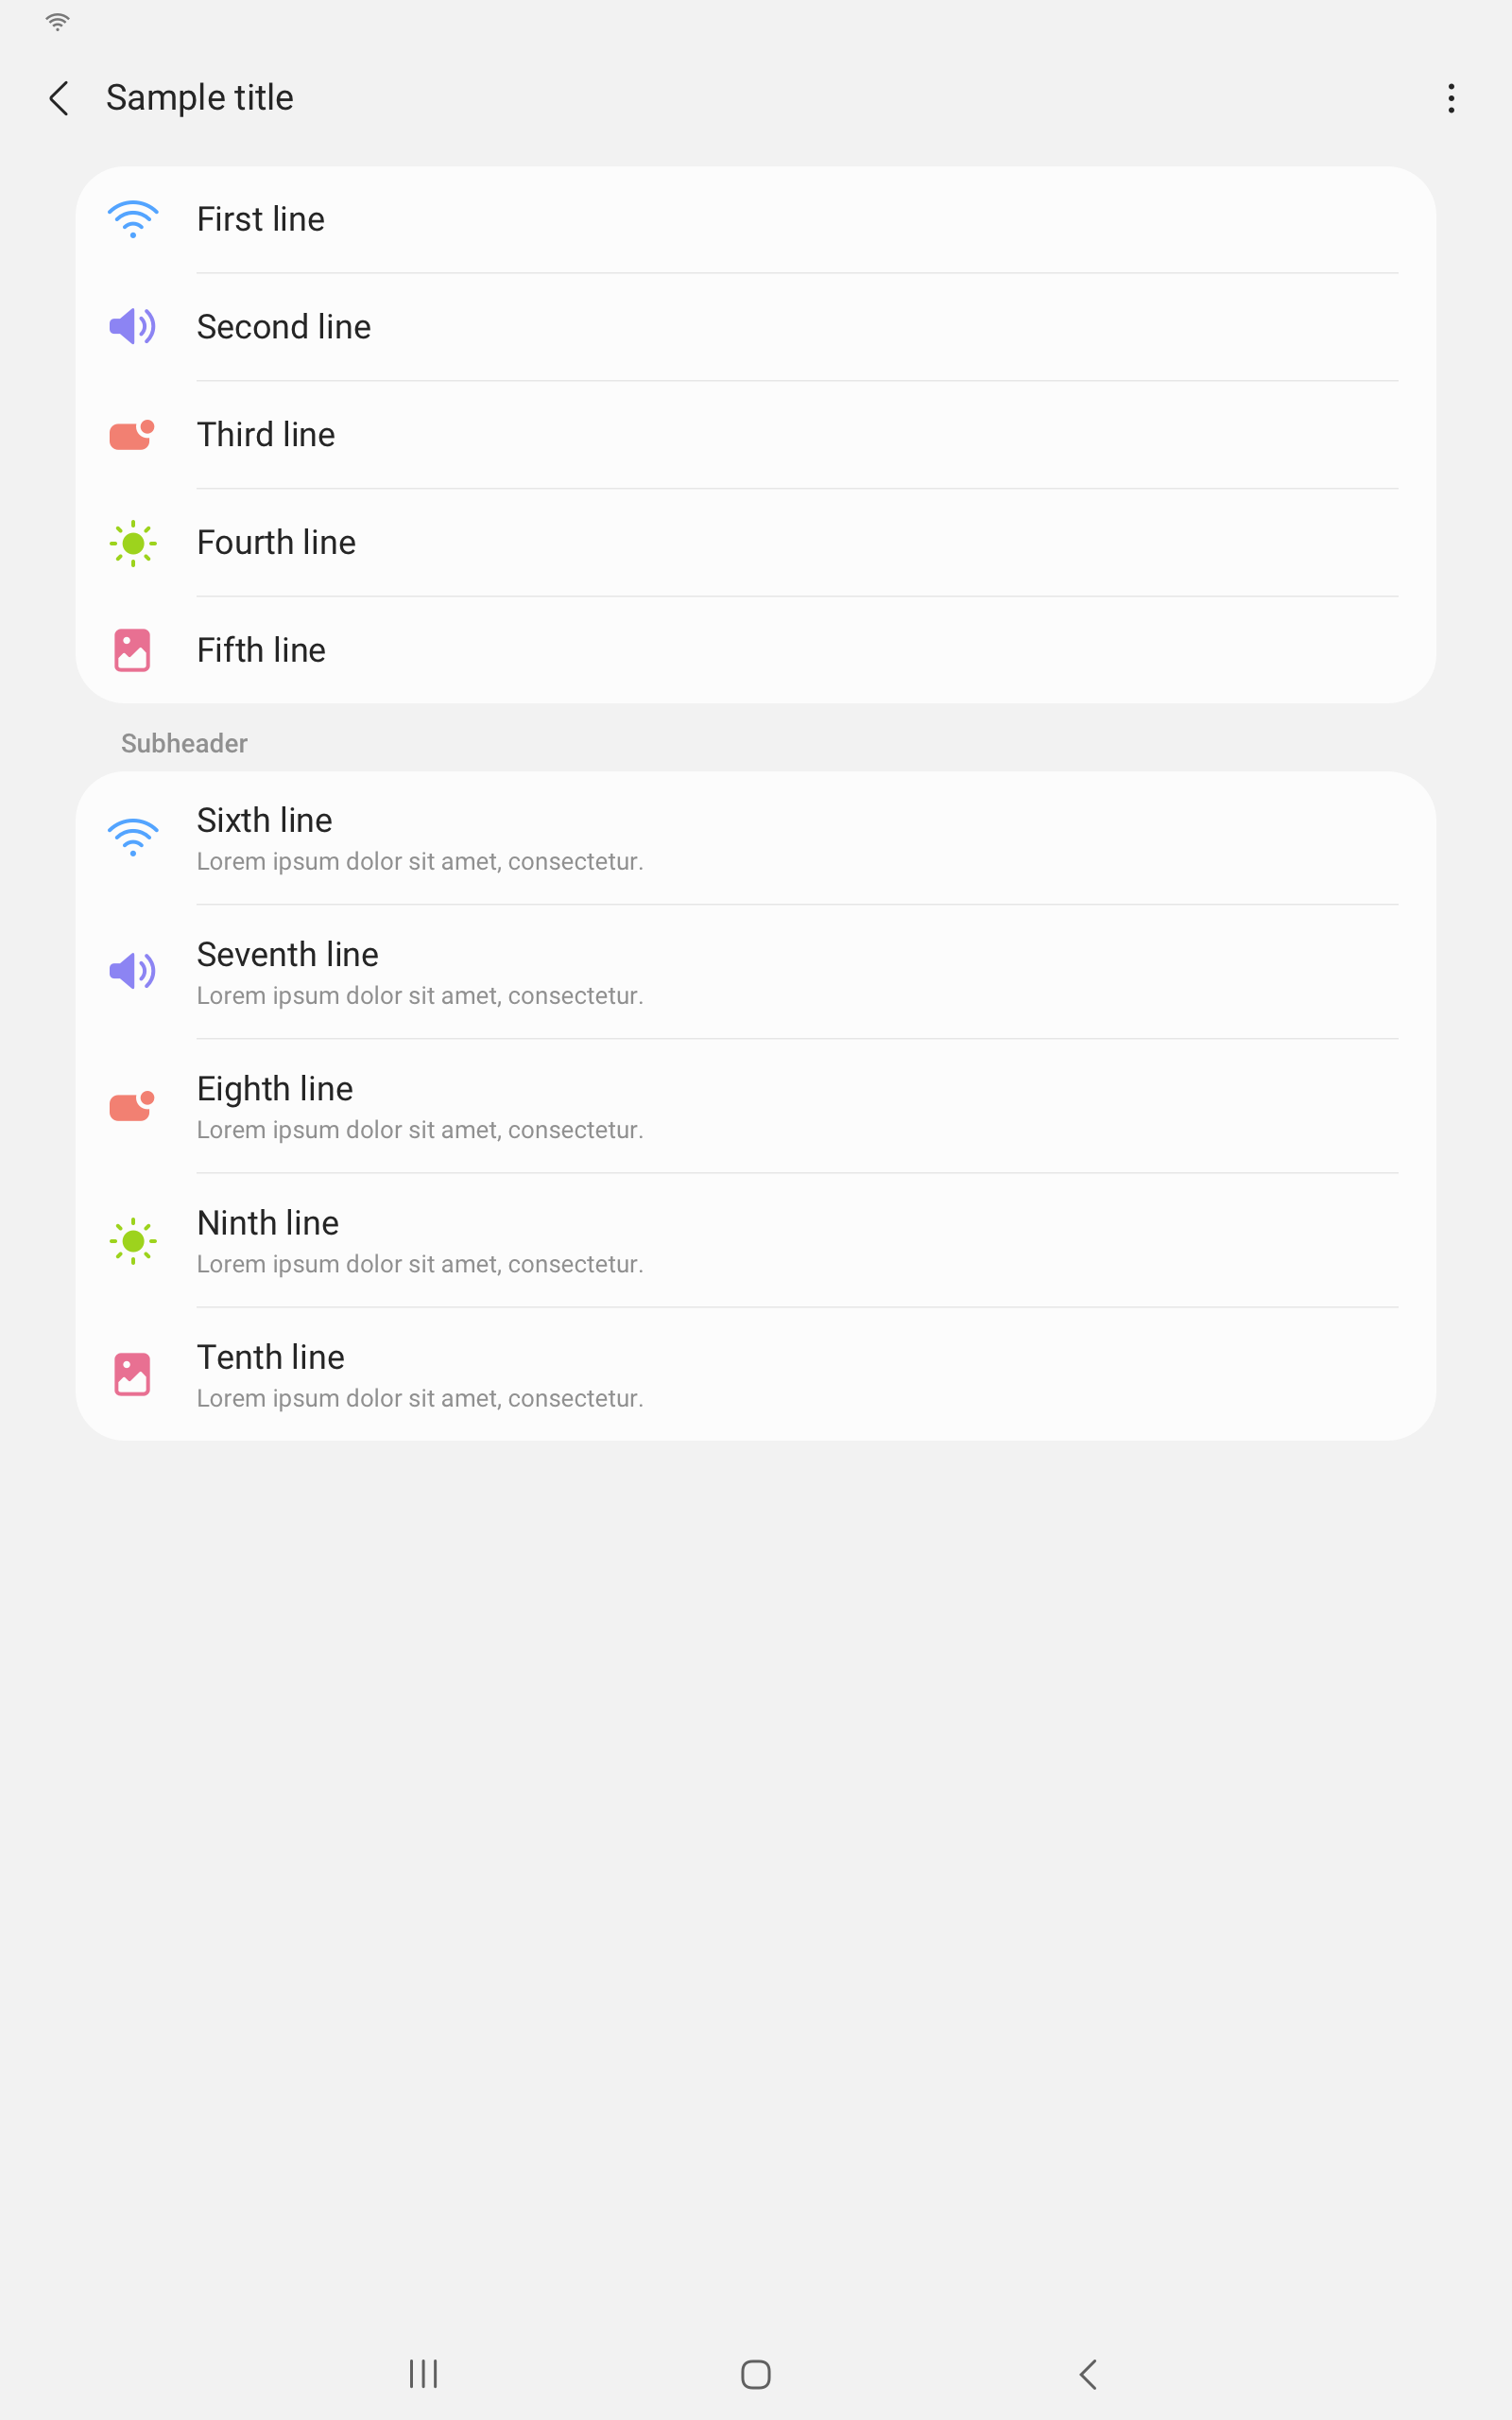 Sample title
First line
Second line
Third line
Fourth line
Fifth line
Subheader
Sixth line
Lorem ipsum dolor sit amet, consectetur.
Seventh line
Lorem ipsum dolor sit amet, consectetur.
Eighth line
Lorem ipsum dolor sit amet, consectetur.
Ninth line
Lorem ipsum dolor sit amet, consectetur.
Tenth line
Lorem ipsum dolor sit amet, consectetur.